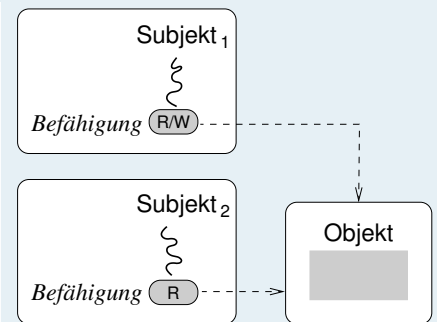 Subjekt 1
Befähigung R/W
Subjekt 2
Objekt
Befähigung R